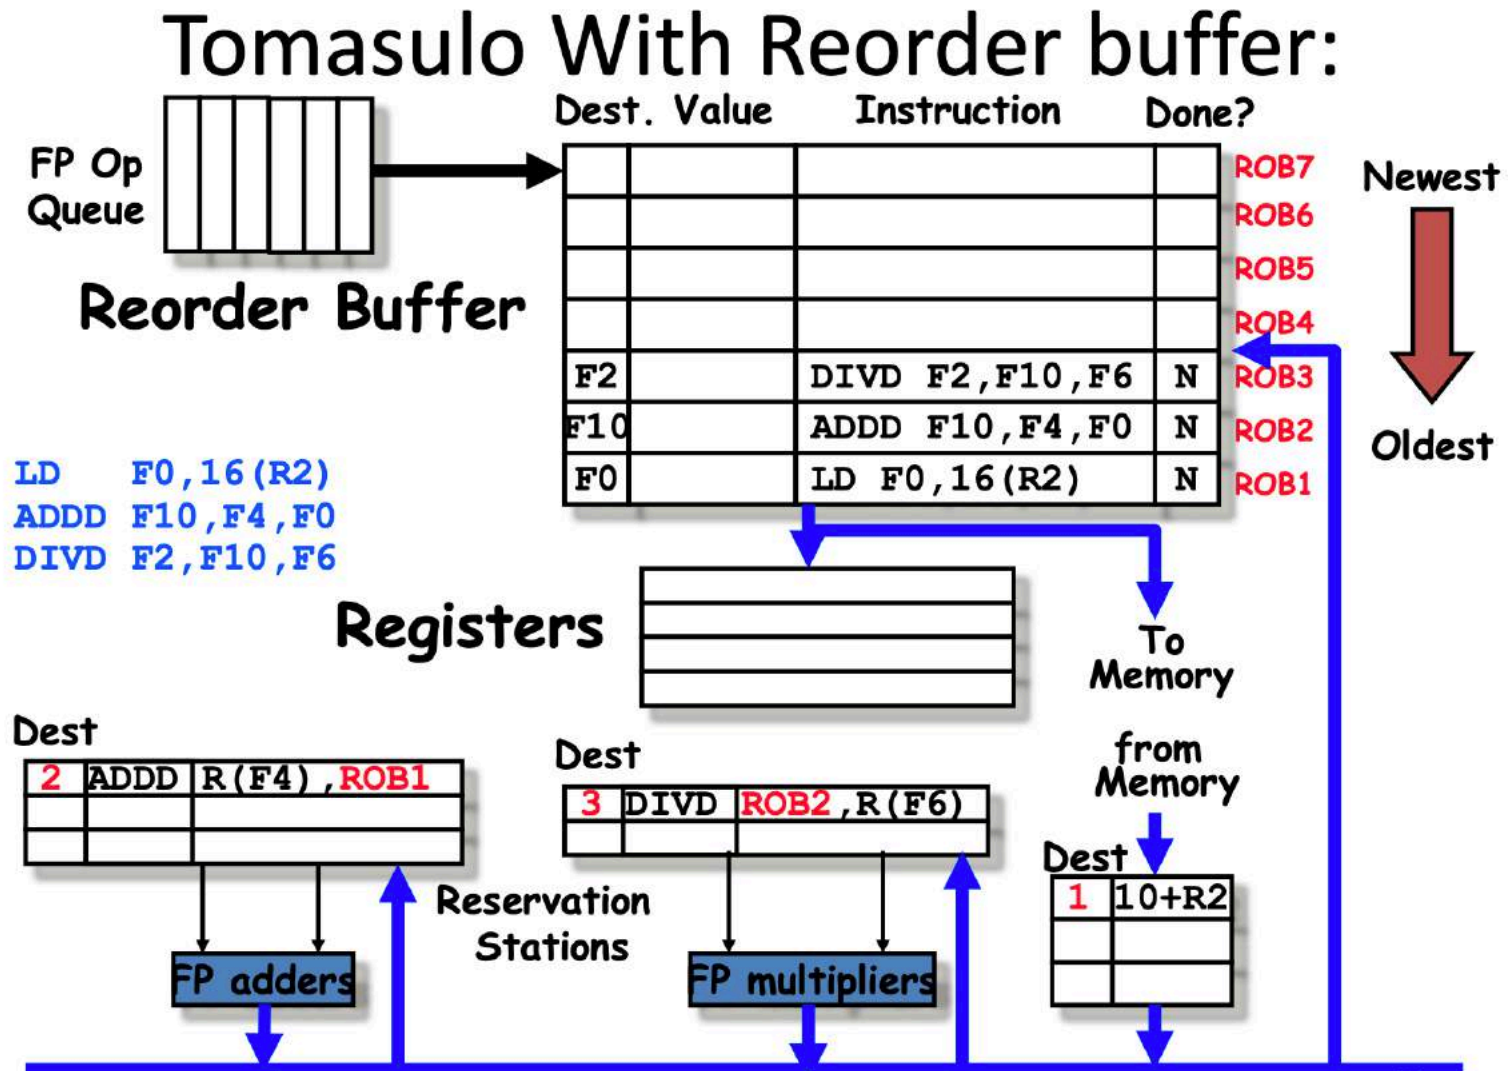 Tomasulo With Reorder buffer:
Dest. Value Instruction Done?
FP Op
Queue
ROB7
Newest
ROB6
ROB5
Reorder Buffer
ROB4
F2 DIVD F2,F10,F6 N ROB3
F10 ADDD F10,F4,F0 N ROB2
Oldest
F0 LD F0,16(R2) N ROB1
LD F0,16(R2)
ADDD F10,F4,F0
DIVD F2,F10,F6
Registers
To
Memory
Dest
2 ADDD R(F4),ROB1
Dest
3 DIVD ROB2,R(F6)
from
Memory
Dest
1 10+R2
Reservation
Stations
FP adders
FP multipliers